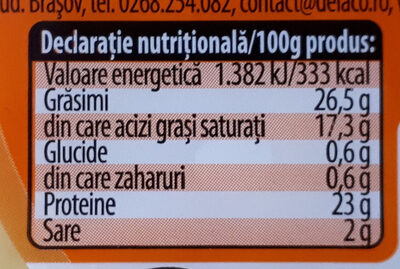 Brașov, tel. 0268.254.082, contact@delaco.ro,
Declarație nutrițională/100g produs:
Valoare energetică 1.382 kJ/333 kcal
Grăsimi 26,5 g
din care acizi grași saturați 17,3 g
Glucide 0,6 g
din care zaharuri 0,6 g
Proteine 23 g
Sare 2 g